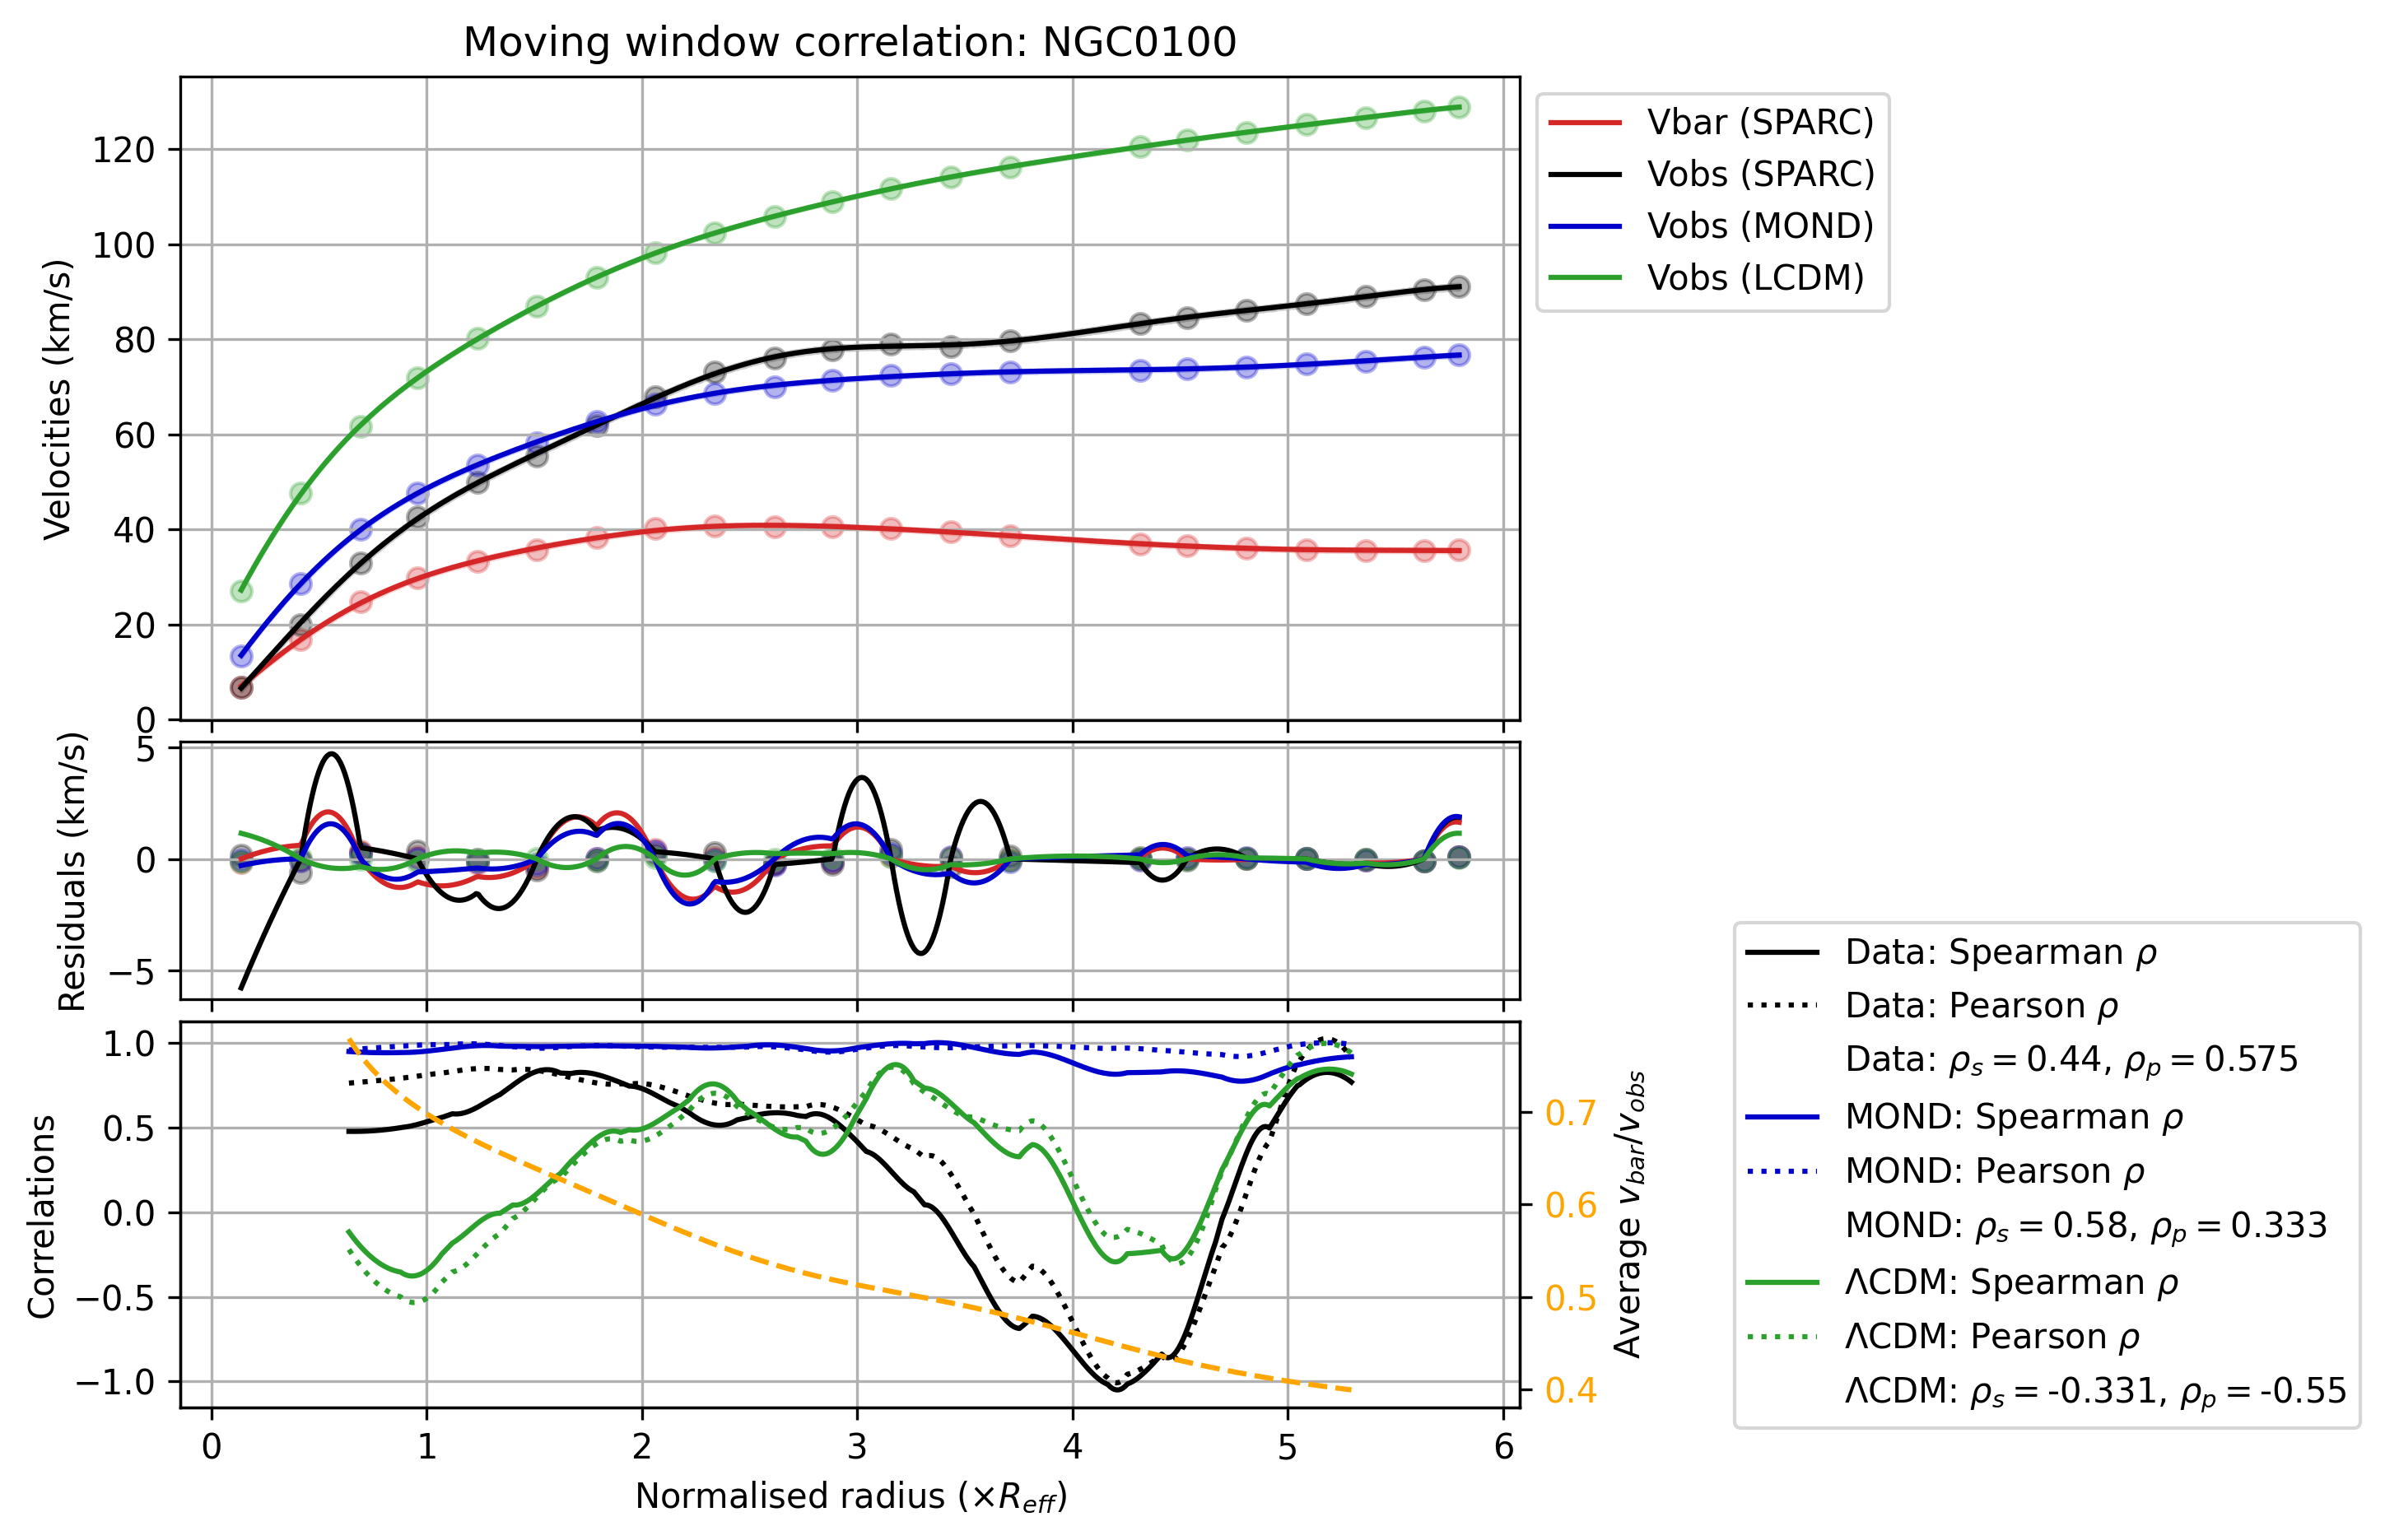 Moving window correlation: NGC0100
Velocities (km/s)
120
100
80
60
40
20
0
Vbar (SPARC)
Vobs (SPARC)
Vobs (MOND)
Vobs (LCDM)
Residuals (km/s)
5
0
−5
Correlations
1.0
0.5
0.0
−0.5
−1.0
0.7
0.6
0.5
0.4
Average v_bar/v_obs
0 1 2 3 4 5 6
Normalised radius (×R_eff)
Data: Spearman ρ
Data: Pearson ρ
Data: ρ_s = 0.44, ρ_p = 0.575
MOND: Spearman ρ
MOND: Pearson ρ
MOND: ρ_s = 0.58, ρ_p = 0.333
ΛCDM: Spearman ρ
ΛCDM: Pearson ρ
ΛCDM: ρ_s = -0.331, ρ_p = -0.55